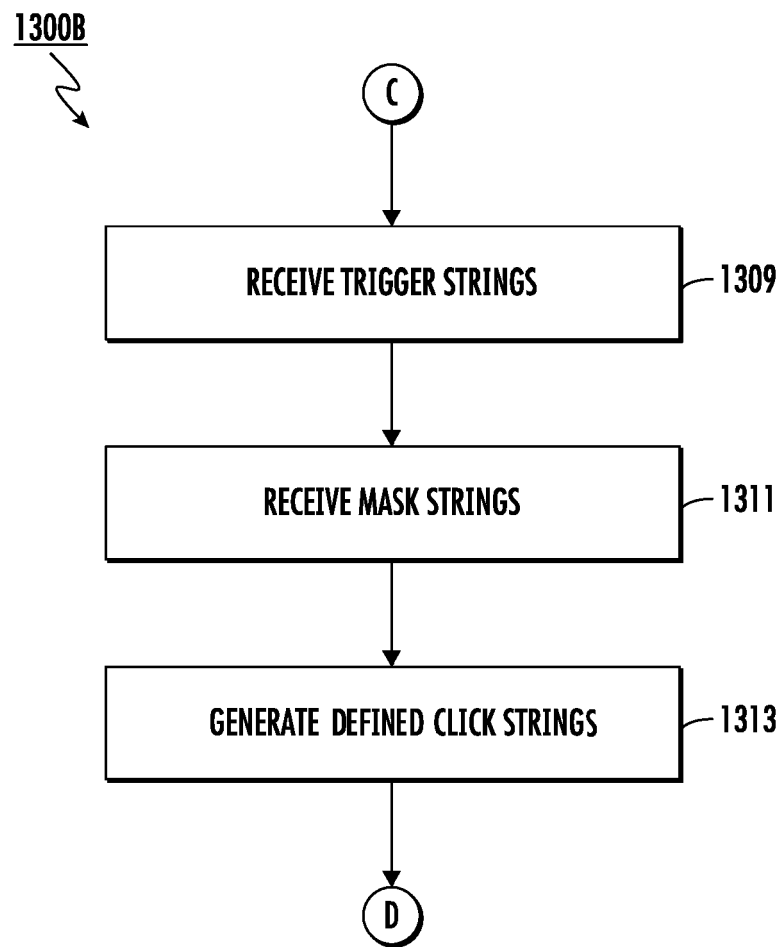 1300B
C
RECEIVE TRIGGER STRINGS
1309
RECEIVE MASK STRINGS
1311
GENERATE DEFINED CLICK STRINGS
1313
D